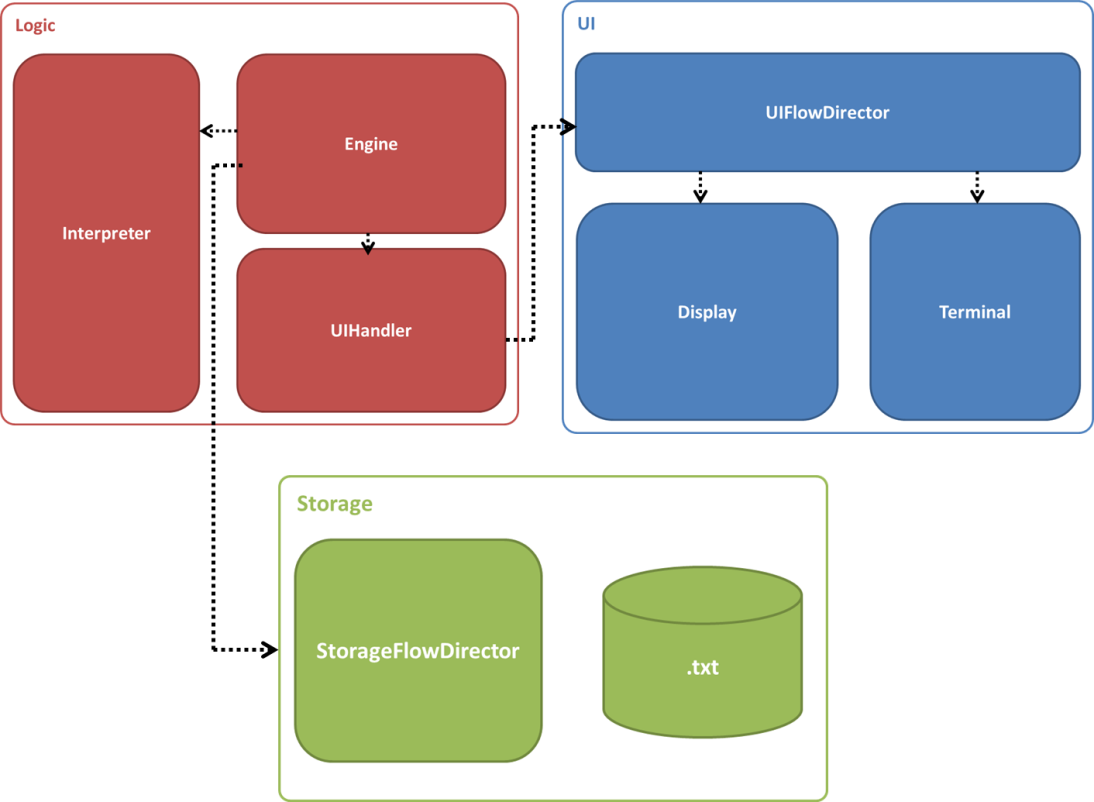 Logic
Interpreter
Engine
UIHandler
UI
UIFlowDirector
Display
Terminal
Storage
StorageFlowDirector
.txt